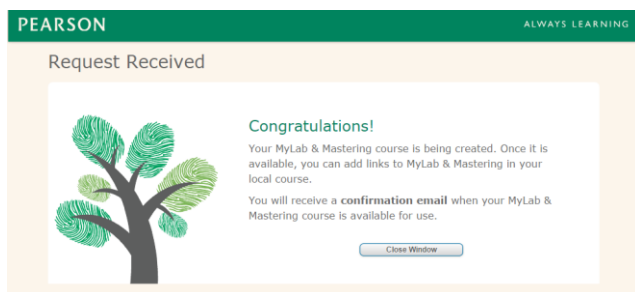 PEARSON
ALWAYS LEARNING
Request Received
Congratulations!
Your MyLab & Mastering course is being created. Once it is
available, you can add links to MyLab & Mastering in your
local course.
You will receive a confirmation email when your MyLab &
Mastering course is available for use.
Close Window